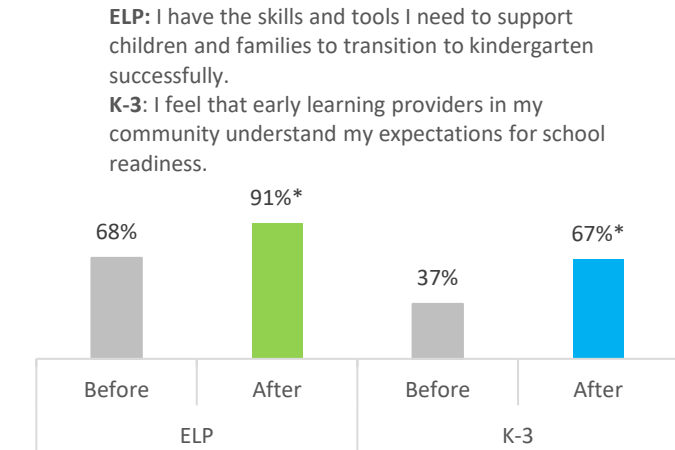 ELP: I have the skills and tools I need to support
children and families to transition to kindergarten
successfully.
K-3: I feel that early learning providers in my
community understand my expectations for school
readiness.
91%*
68%
67%*
37%
Before After Before After
ELP K-3